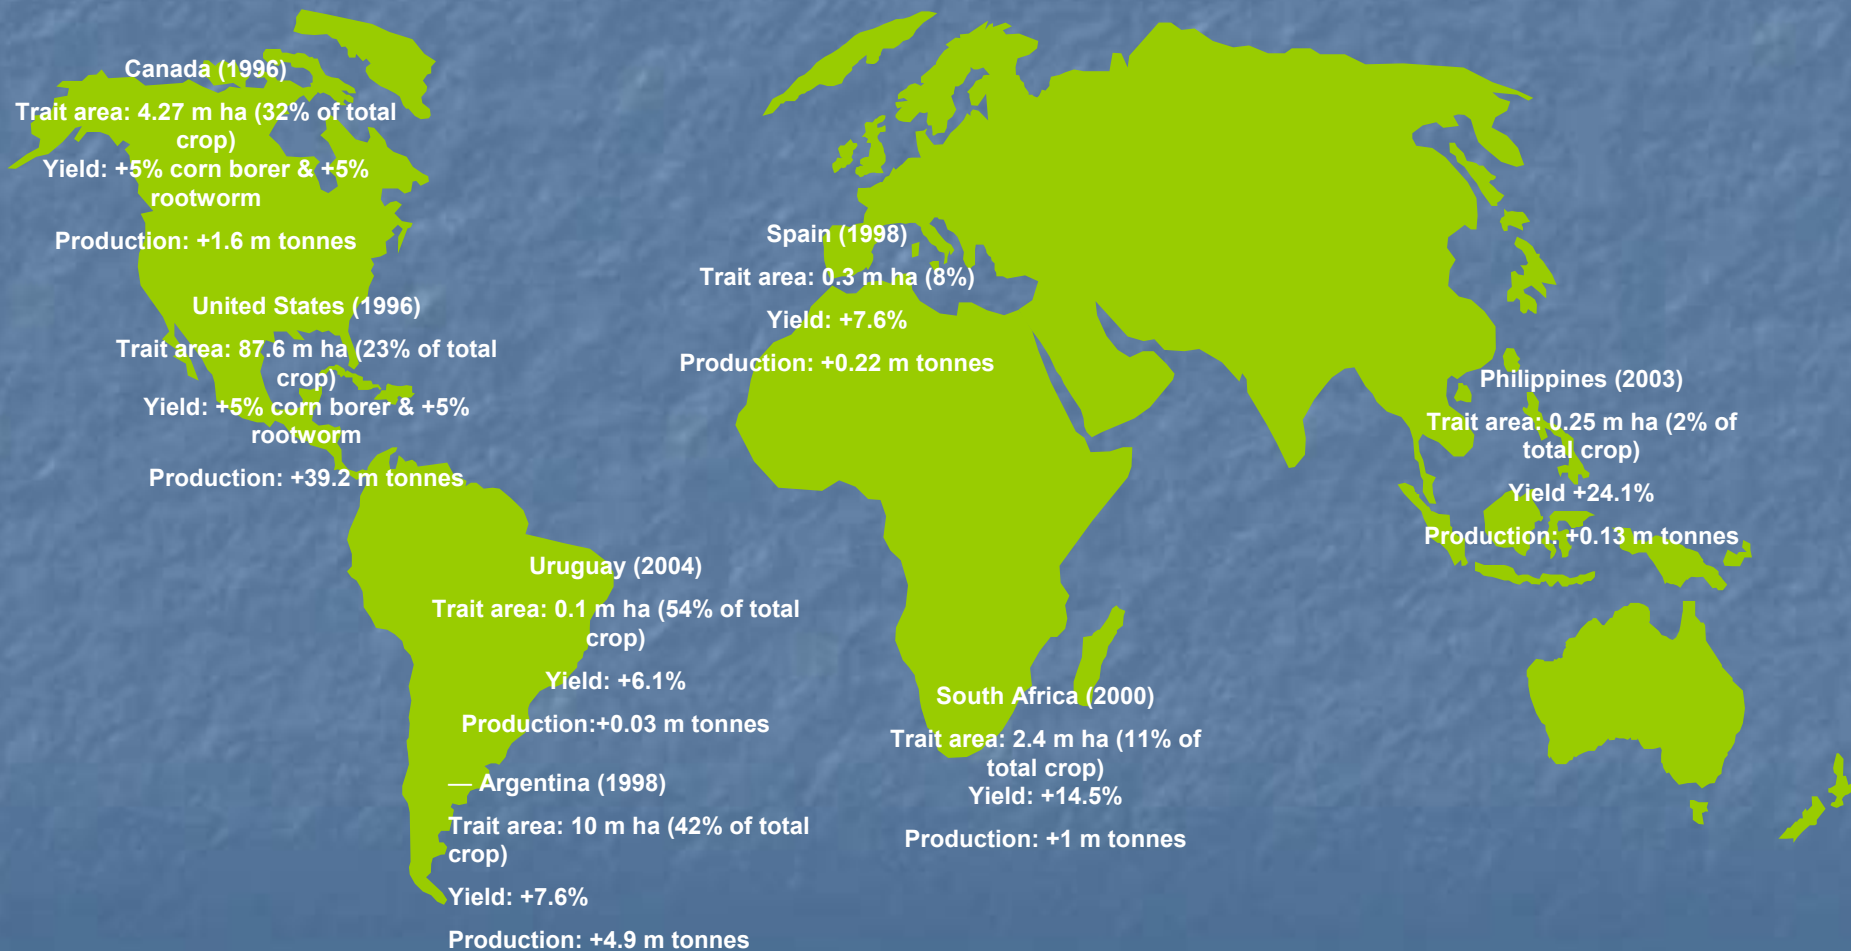 Canada (1996)
Trait area: 4.27 m ha (32% of total
crop)
Yield: +5% corn borer & +5%
rootworm
Production: +1.6 m tonnes
United States (1996)
Trait area: 87.6 m ha (23% of total
crop)
Yield: +5% corn borer & +5%
rootworm
Production: +39.2 m tonnes
Spain (1998)
Trait area: 0.3 m ha (8%)
Yield: +7.6%
Production: +0.22 m tonnes
Philippines (2003)
Trait area: 0.25 m ha (2% of
total crop)
Yield +24.1%
Production: +0.13 m tonnes
Uruguay (2004)
Trait area: 0.1 m ha (54% of total
crop)
Yield: +6.1%
Production:+0.03 m tonnes
South Africa (2000)
Trait area: 2.4 m ha (11% of
total crop)
Yield: +14.5%
Production: +1 m tonnes
— Argentina (1998)
Trait area: 10 m ha (42% of total
crop)
Yield: +7.6%
Production: +4.9 m tonnes